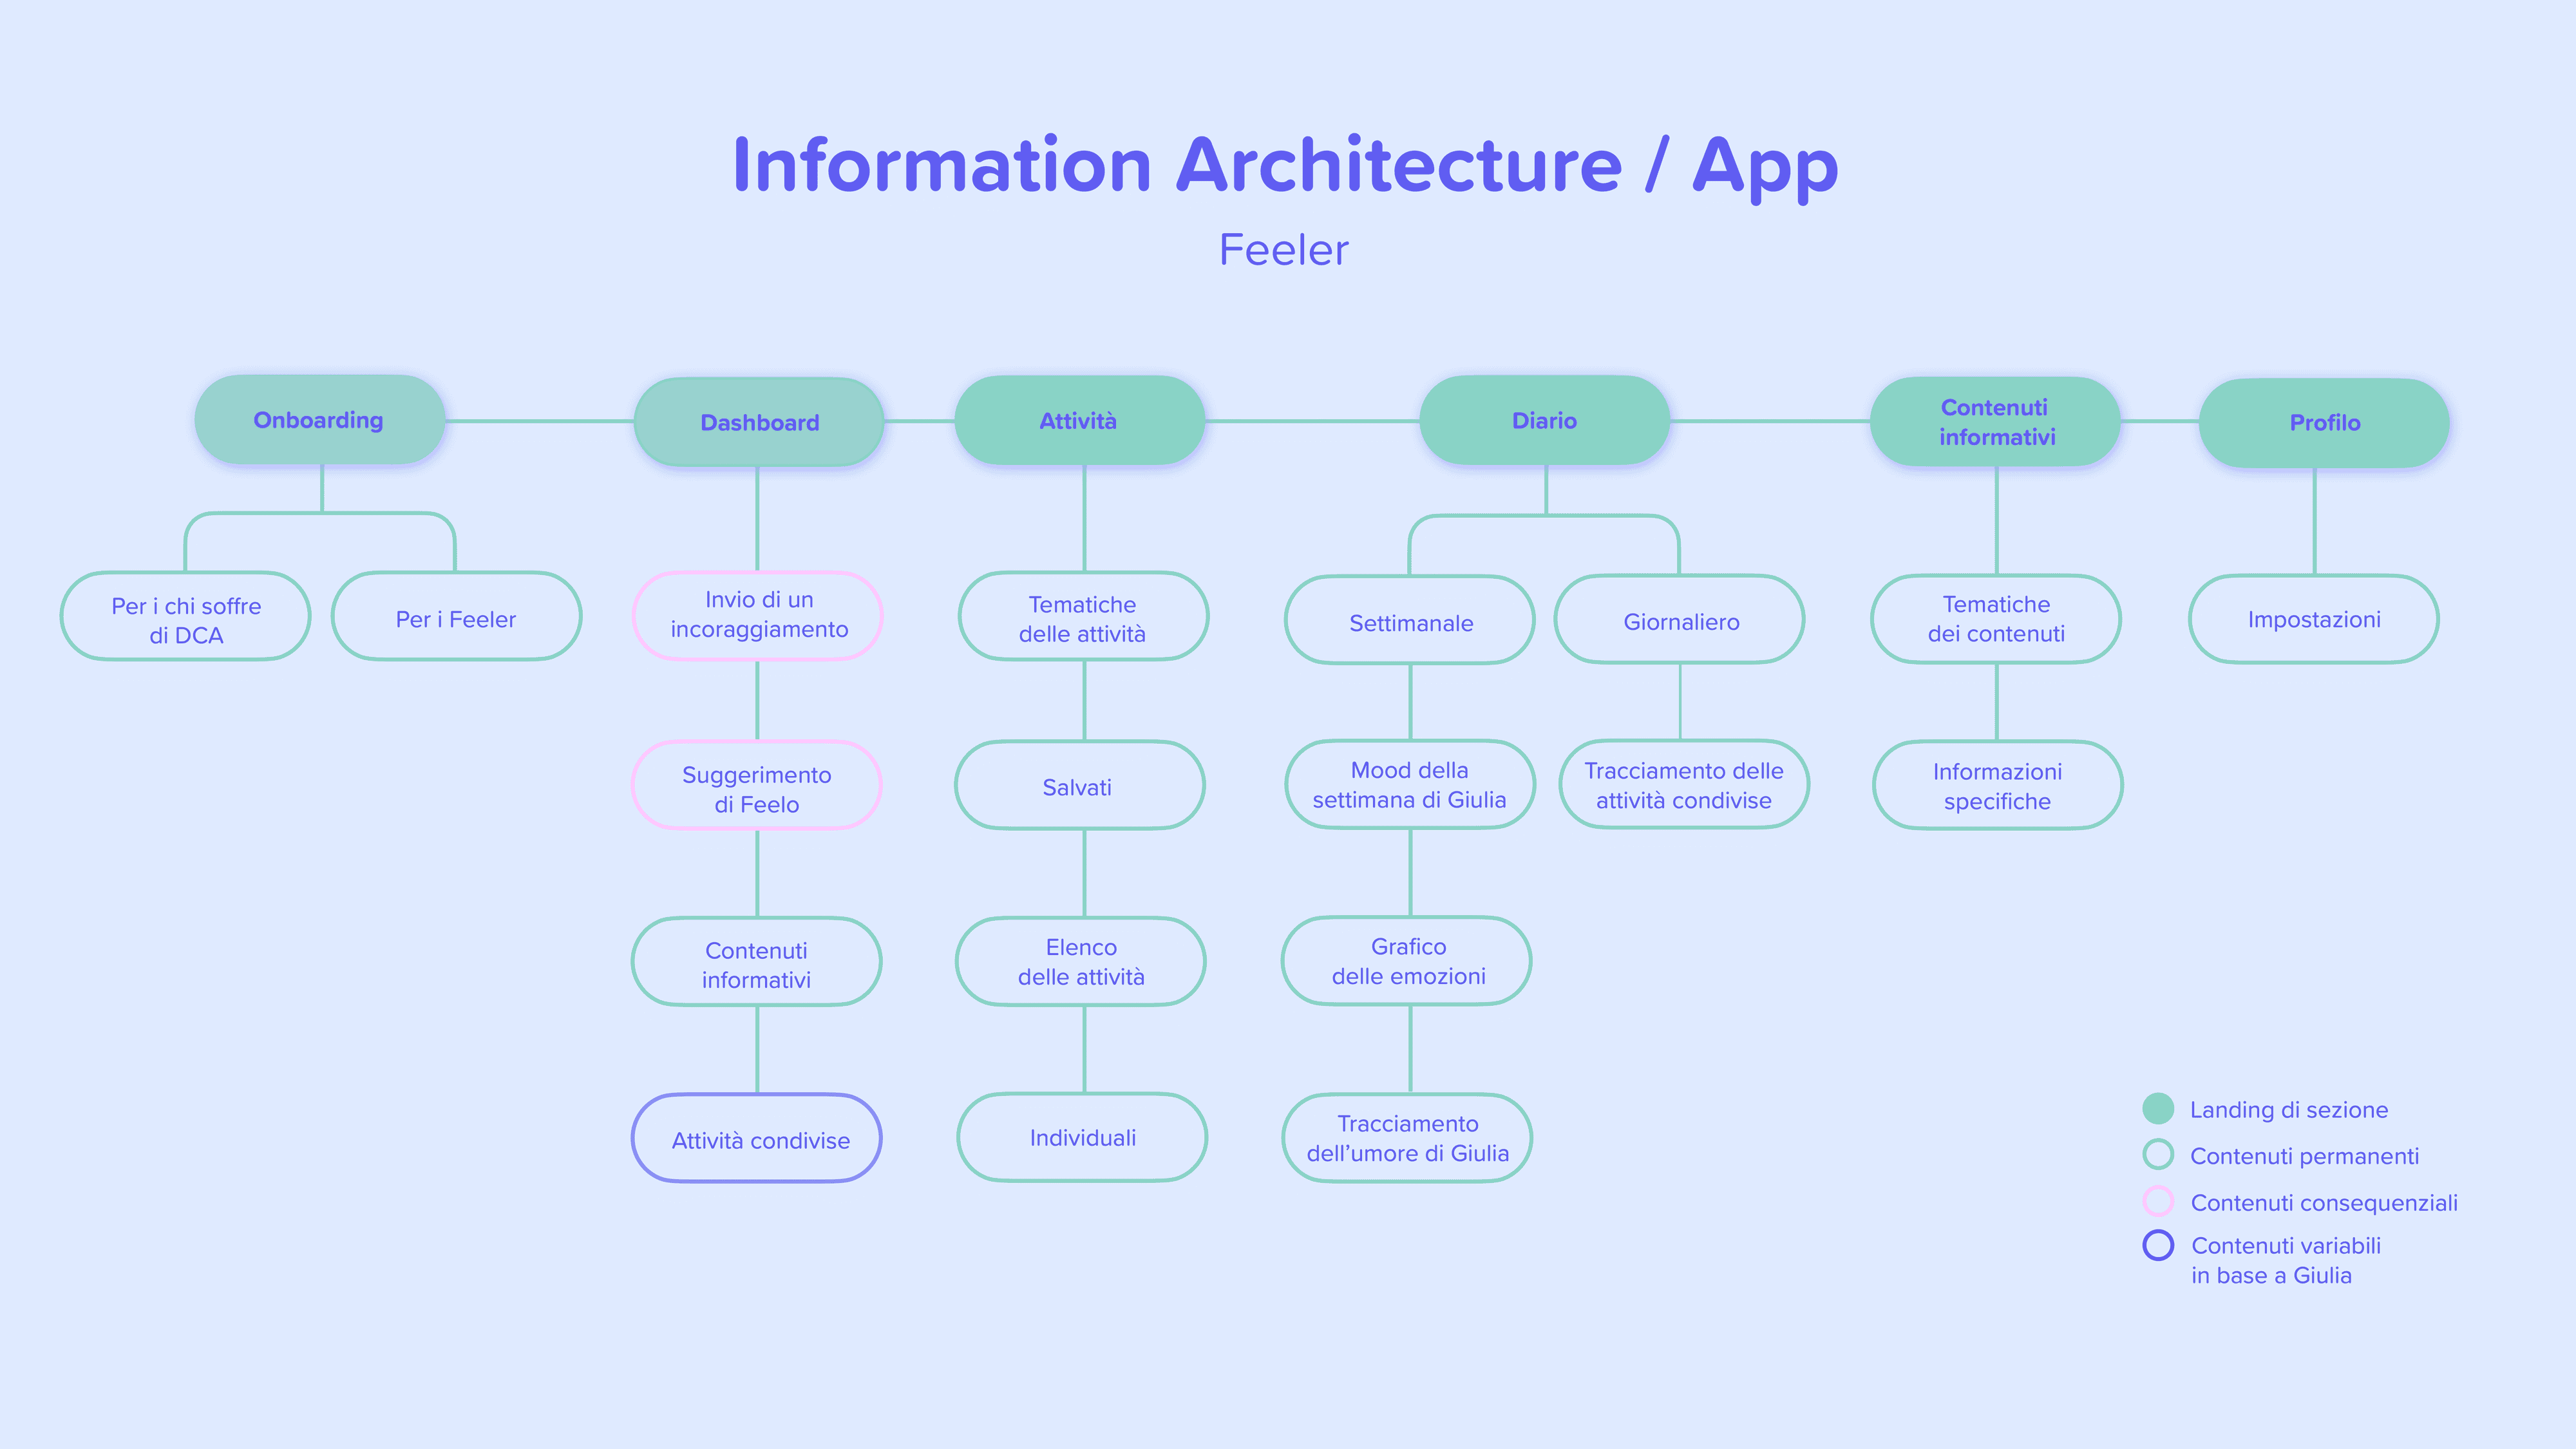 Information Architecture / App
Feeler
Onboarding
Dashboard
Attività
Diario
Contenuti
informativi
Profilo
Per i chi soffre
di DCA
Per i Feeler
Invio di un
incoraggiamento
Tematiche
delle attività
Settimanale
Giornaliero
Tematiche
dei contenuti
Impostazioni
Suggerimento
di Feelo
Salvati
Mood della
settimana di Giulia
Tracciamento delle
attività condivise
Informazioni
specifiche
Contenuti
informativi
Elenco
delle attività
Grafico
delle emozioni
Attività condivise
Individuali
Tracciamento
dell’umore di Giulia
Landing di sezione
Contenuti permanenti
Contenuti consequenziali
Contenuti variabili
in base a Giulia